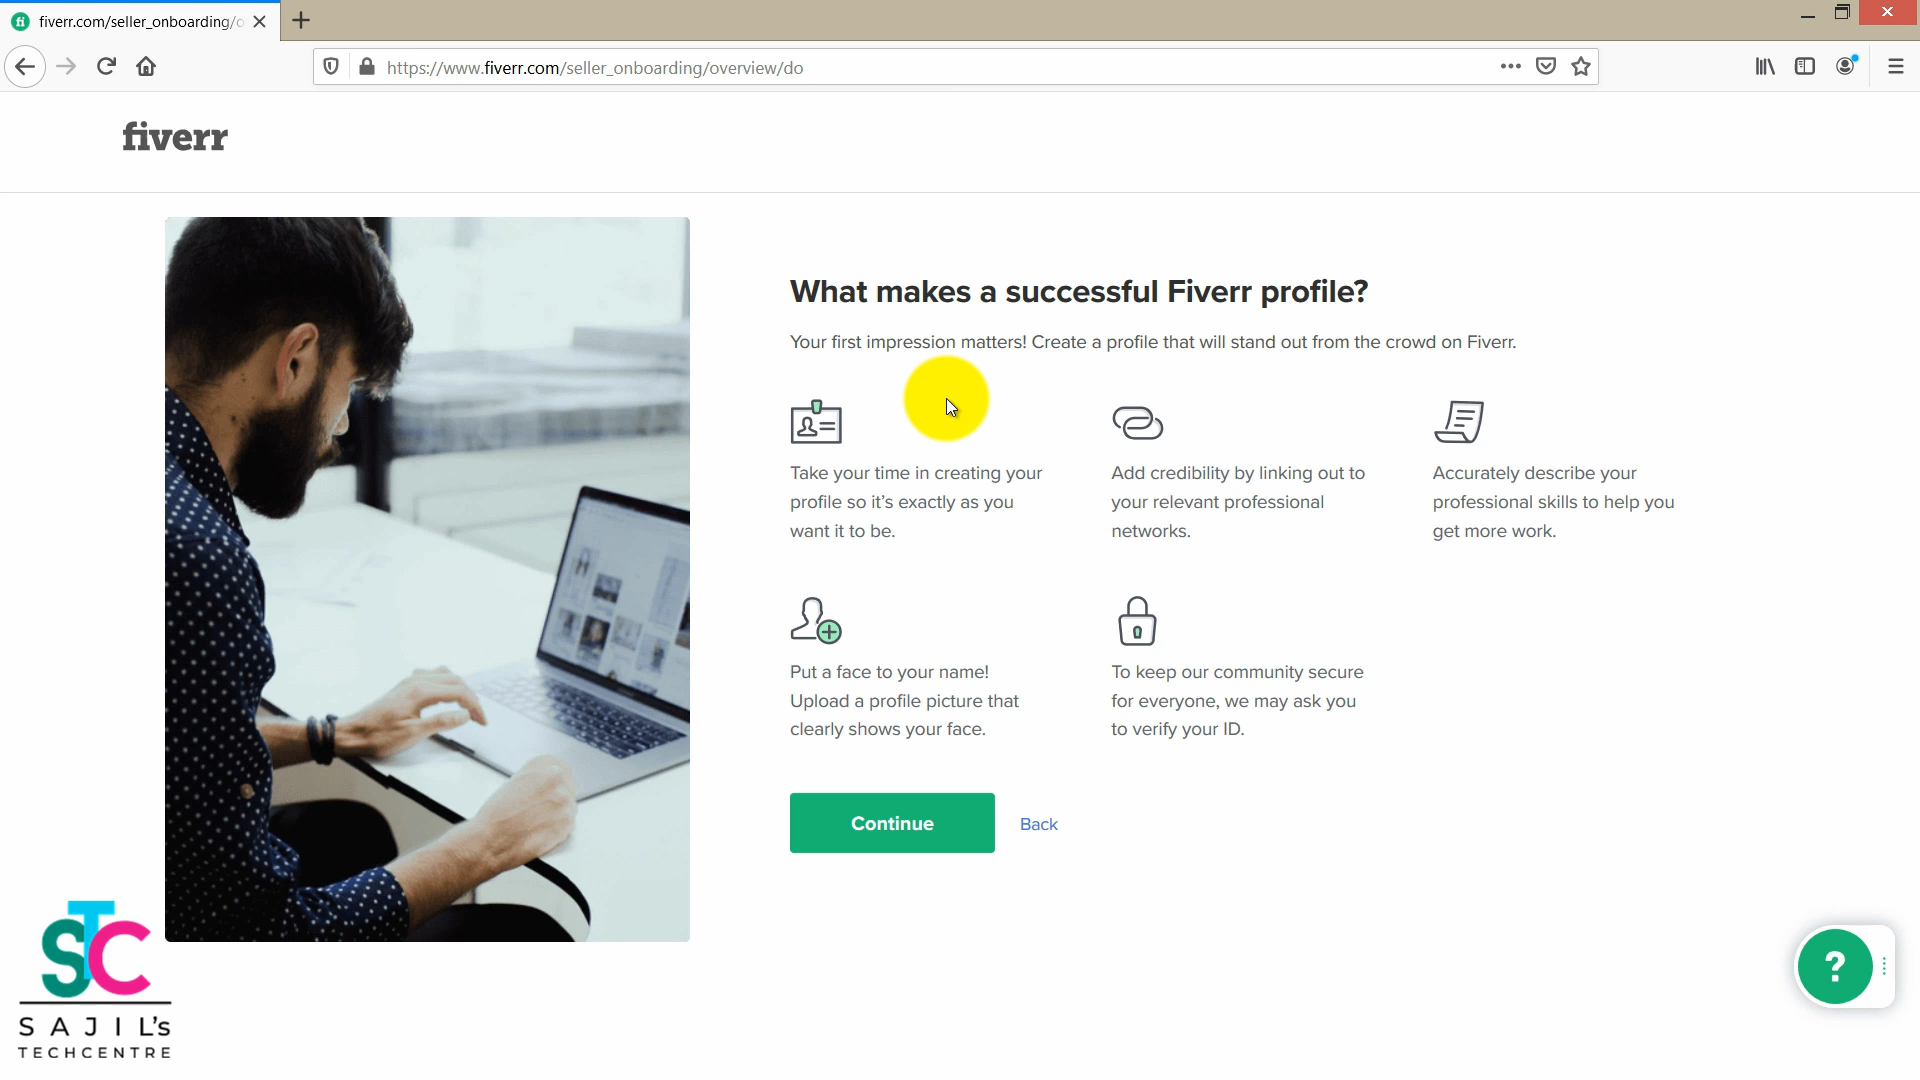 fiverr.com/seller_onboarding/o
https://www.fiverr.com/seller_onboarding/overview/do
fiverr
What makes a successful Fiverr profile?
Your first impression matters! Create a profile that will stand out from the crowd on Fiverr.
Take your time in creating your
profile so it's exactly as you
want it to be.
Add credibility by linking out to
your relevant professional
networks.
Accurately describe your
professional skills to help you
get more work.
Put a face to your name!
Upload a profile picture that
clearly shows your face.
To keep our community secure
for everyone, we may ask you
to verify your ID.
Continue
Back
STC
SAJIL's
TECHCENTRE
?